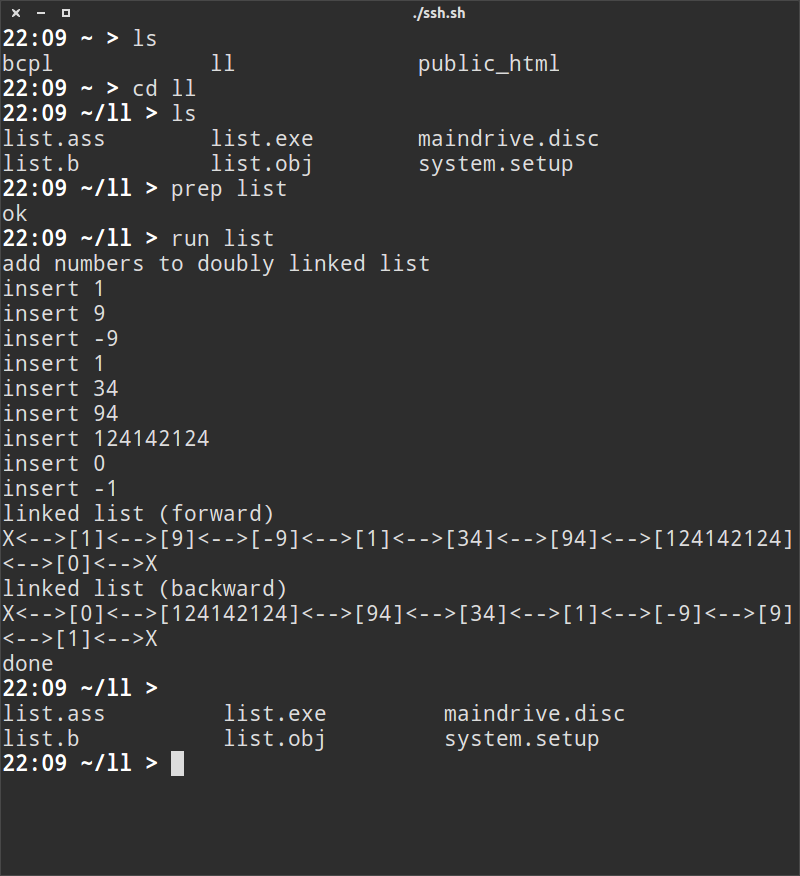 ./ssh.sh
22:09 ~ > ls
bcpl            ll              public_html
22:09 ~ > cd ll
22:09 ~/ll > ls
list.ass        list.exe        maindrive.disc
list.b          list.obj        system.setup
22:09 ~/ll > prep list
ok
22:09 ~/ll > run list
add numbers to doubly linked list
insert 1
insert 9
insert -9
insert 1
insert 34
insert 94
insert 124142124
insert 0
insert -1
linked list (forward)
X<-->[1]<-->[9]<-->[-9]<-->[1]<-->[34]<-->[94]<-->[124142124]
<-->[0]<-->X
linked list (backward)
X<-->[0]<-->[124142124]<-->[94]<-->[34]<-->[1]<-->[-9]<-->[9]
<-->[1]<-->X
done
22:09 ~/ll >
list.ass         list.exe         maindrive.disc
list.b           list.obj         system.setup
22:09 ~/ll >